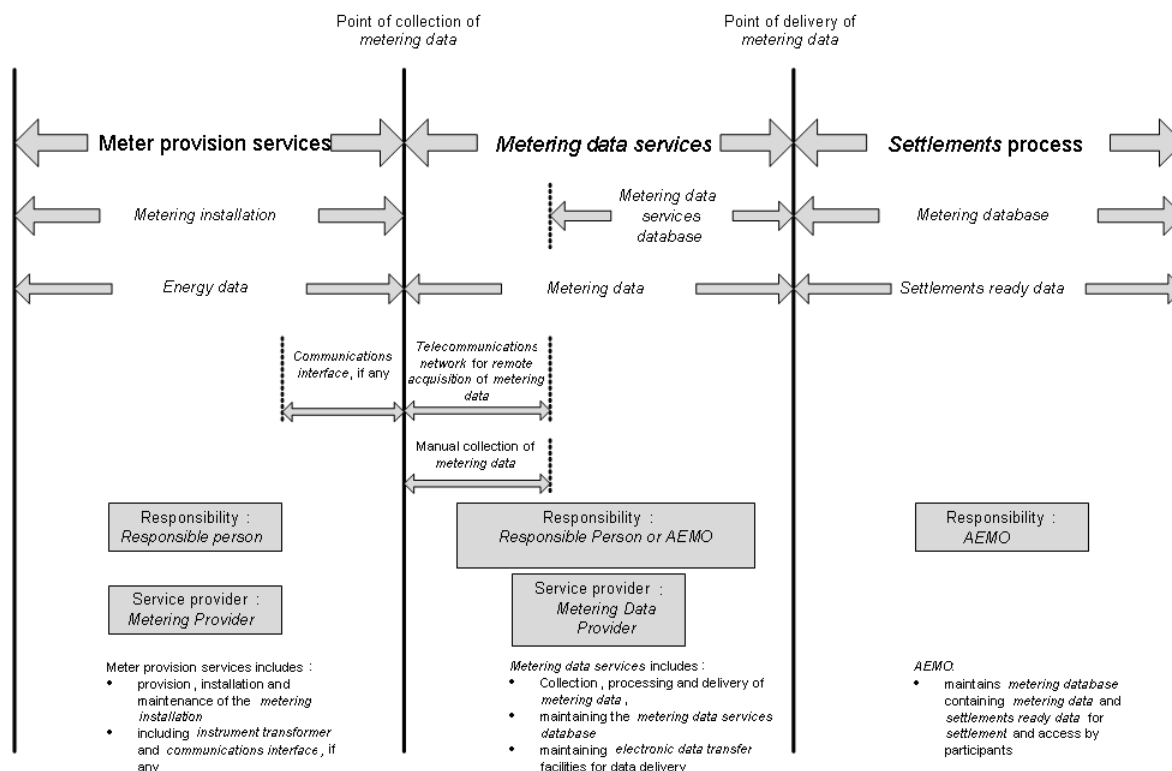 Point of collection of
metering data
Point of delivery of
metering data
Meter provision services
Metering data services
Settlements process
Metering installation
Metering data
services
database
Metering database
Energy data
Metering data
Settlements ready data
Communications
interface, if any
Telecommunications
network for remote
acquisition of metering
data
Manual collection of
metering data
Responsibility :
Responsible person
Responsibility :
Responsible Person or AEMO
Responsibility :
AEMO
Service provider :
Metering Provider
Service provider :
Metering Data
Provider
Meter provision services includes :
• provision, installation and
maintenance of the metering
installation
• including instrument transformer
and communications interface, if
any
Metering data services includes :
• Collection, processing and delivery of
metering data,
• maintaining the metering data services
database
• maintaining electronic data transfer
facilities for data delivery
AEMO:
• maintains metering database
containing metering data and
settlements ready data for
settlement and access by
participants